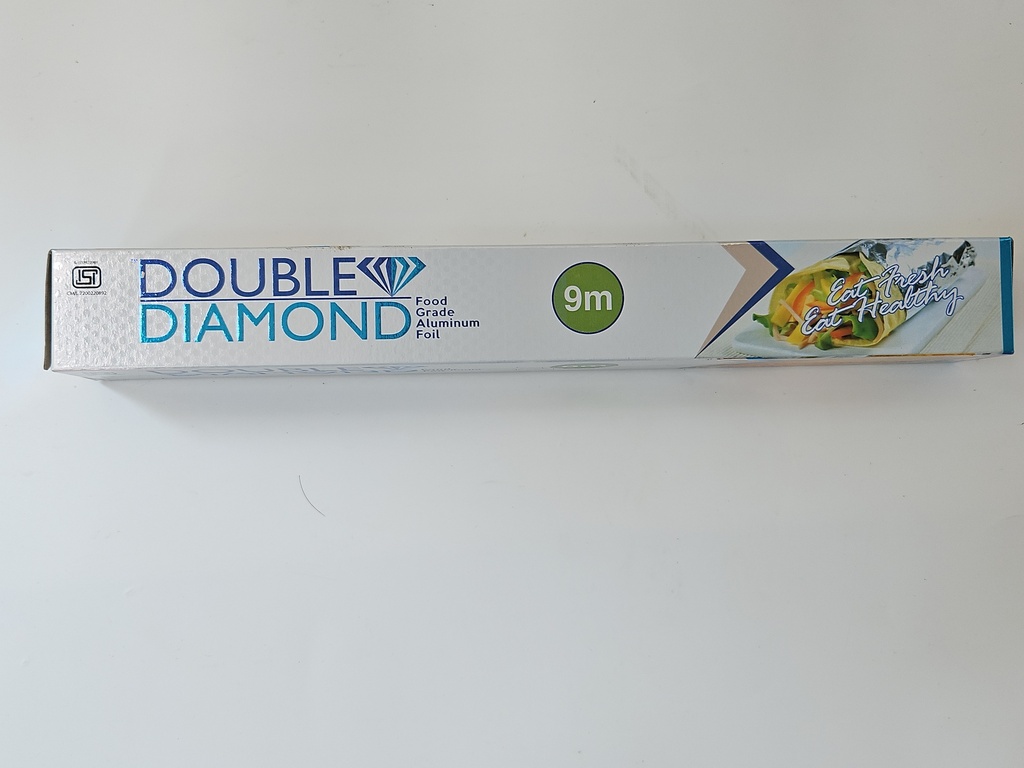 ISI
DOUBLE
DIAMOND
Food
Grade
Aluminum
Foil
9m
Eat Fresh
Eat Healthy